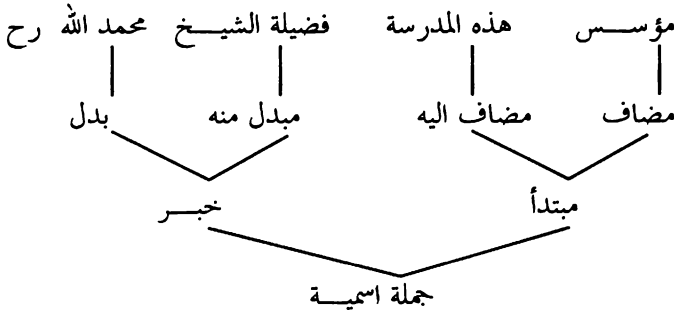 مؤسس هذه المدرسة فضيلة الشيخ محمد الله رح
مضاف مضاف اليه مبدل منه بدل
مبتدأ خبر
جملة اسمية